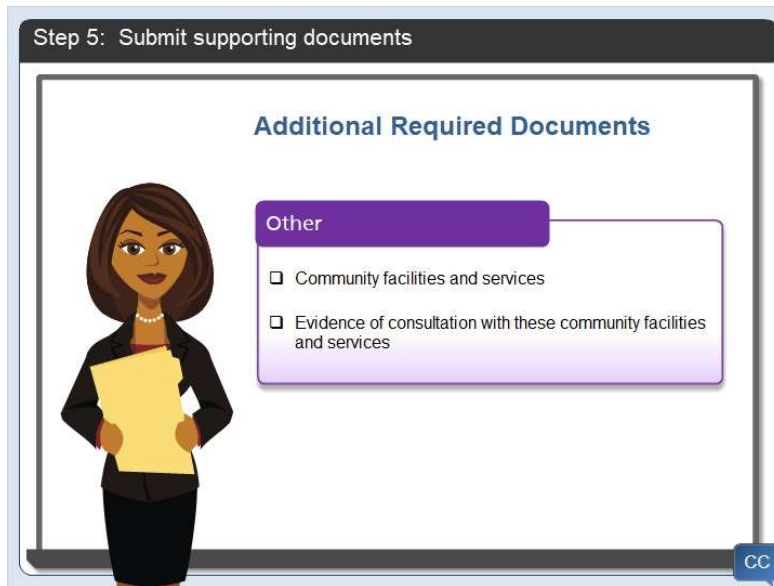 Step 5: Submit supporting documents
Additional Required Documents
Other
❑ Community facilities and services
❑ Evidence of consultation with these community facilities
and services
CC